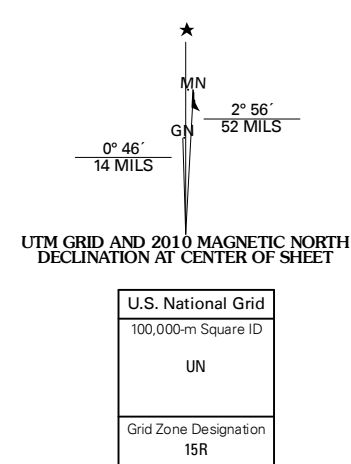 ★
MN
2° 56´
52 MILS
GN
0° 46´
14 MILS
UTM GRID AND 2010 MAGNETIC NORTH
DECLINATION AT CENTER OF SHEET
U.S. National Grid
100,000-m Square ID
UN
Grid Zone Designation
15R